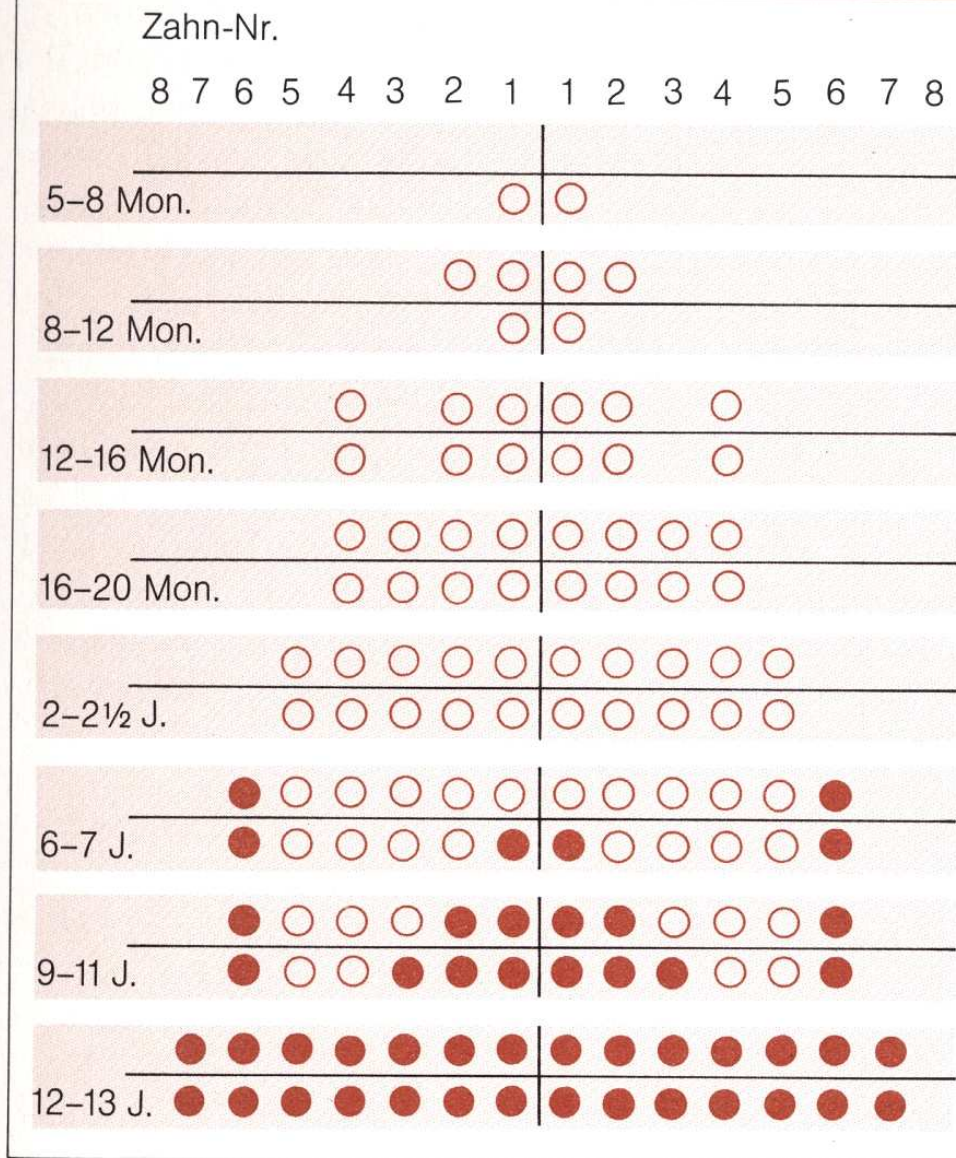 Zahn-Nr.
8 7 6 5 4 3 2 1 1 2 3 4 5 6 7 8
5–8 Mon.
8–12 Mon.
12–16 Mon.
16–20 Mon.
2–2½ J.
6–7 J.
9–11 J.
12–13 J.